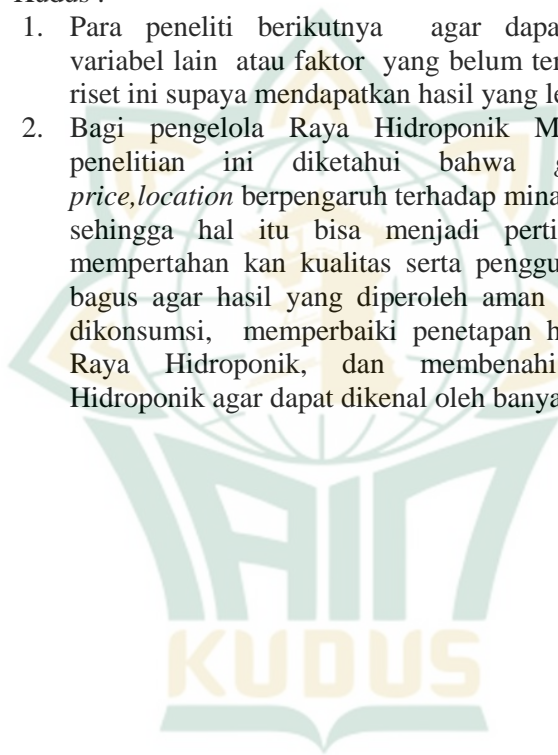 Kudus :
1. Para peneliti berikutnya agar dapa
variabel lain atau faktor yang belum ter
riset ini supaya mendapatkan hasil yang le
2. Bagi pengelola Raya Hidroponik M
penelitian ini diketahui bahwa g
price,location berpengaruh terhadap mina
sehingga hal itu bisa menjadi perti
mempertahan kan kualitas serta penggu
bagus agar hasil yang diperoleh aman
dikonsumsi, memperbaiki penetapan h
Raya Hidroponik, dan membenahi
Hidroponik agar dapat dikenal oleh banya
IAIN
KUDUS